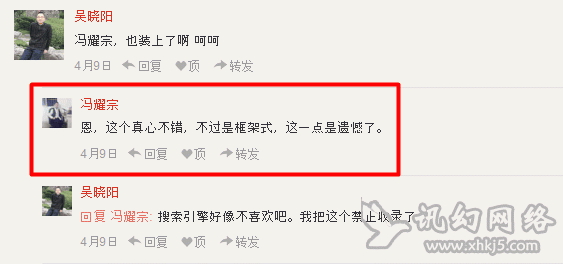 吴晓阳
冯耀宗，也装上了啊 呵呵
4月9日 回复 顶 转发
冯耀宗
恩，这个真心不错，不过是框架式，这一点是遗憾了。
4月9日 回复 顶 转发
吴晓阳
回复 冯耀宗: 搜索引擎好像不喜欢吧。我把这个禁止收录了
4月9日 回复 顶 转发
讯幻网络
www.xhkj5.com